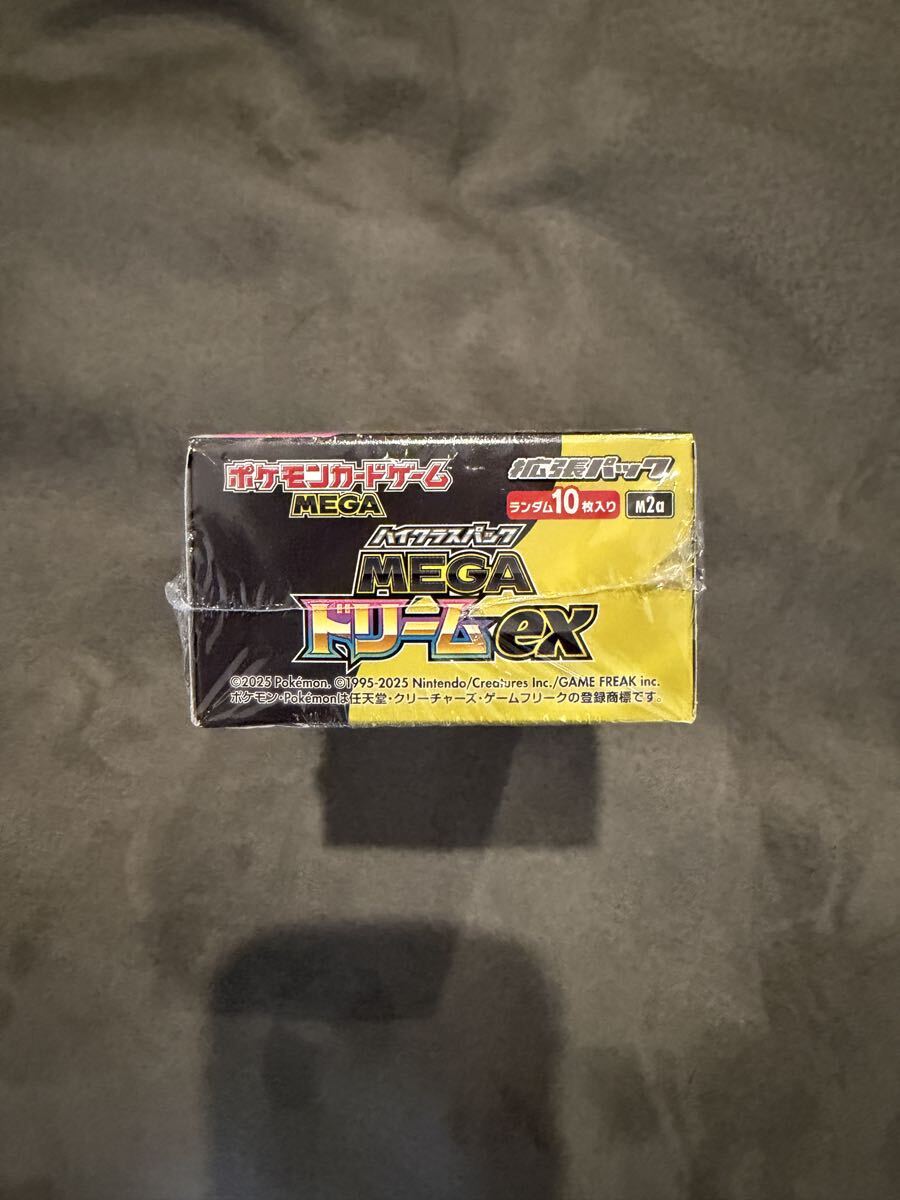 ポケモンカードゲーム
MEGA
拡張パック
ランダム10枚入り
M2a
ハイクラスパック
MEGA
ドリームex
©2025 Pokémon. ©1995-2025 Nintendo/Creatures Inc./GAME FREAK inc.
ポケモン・Pokémonは任天堂・クリーチャーズ・ゲームフリークの登録商標です。